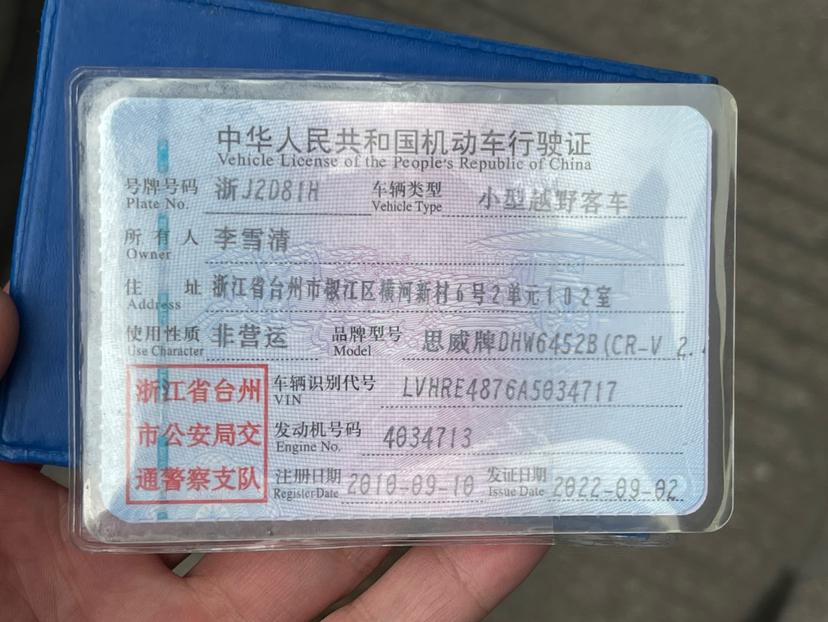 中华人民共和国机动车行驶证
Vehicle License of the People's Republic of China
号牌号码 浙J2D81H 车辆类型 小型越野客车
Plate No. Vehicle Type
所有人 李雪清
Owner
住址 浙江省台州市椒江区横河新村6号2单元102室
Address
使用性质 非营运 品牌型号 思威牌DHW6452B(CR-V 2.
Use Character Model
浙江省台州
市公安局交
通警察支队
车辆识别代号 LVHRE4876A5034717
VIN
发动机号码 4034713
Engine No.
注册日期 2010-09-10 发证日期 2022-09-02
Register Date Issue Date